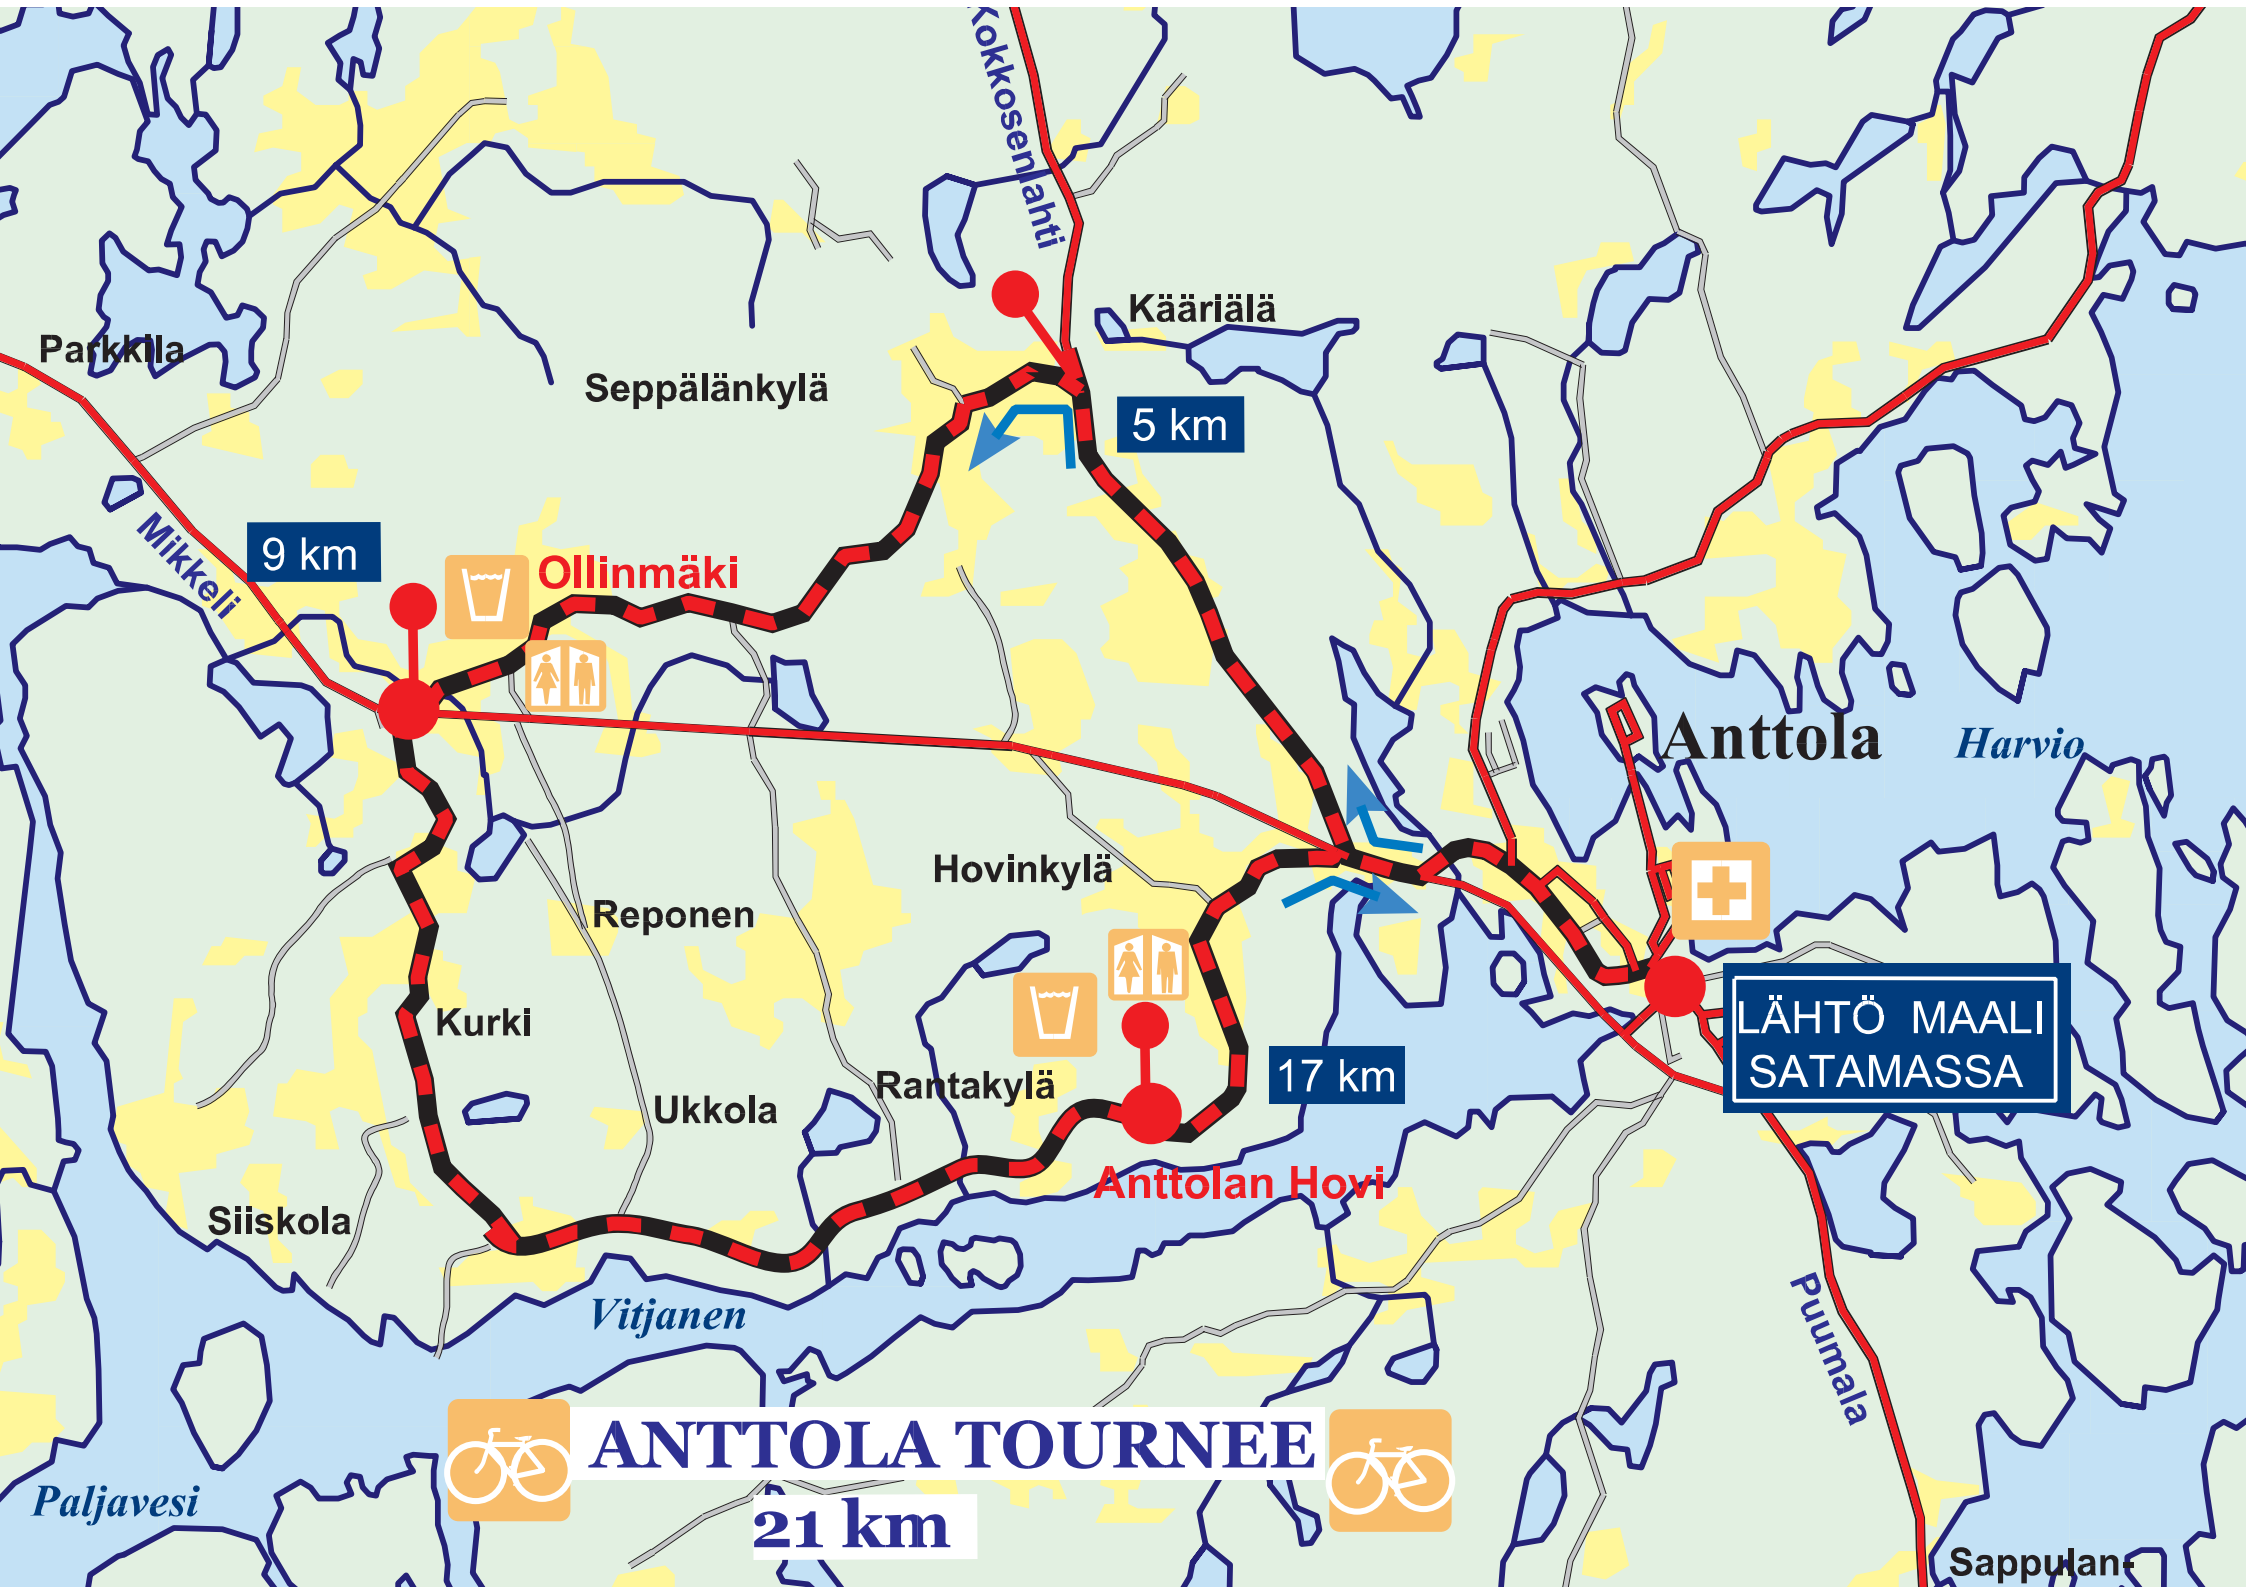 Kokkosenlahti
Kääriälä
Parkkila
Seppälänkylä
5 km
Mikkeli
9 km
Ollinmäki
Anttola
Harvio
Hovinkylä
Reponen
Kurki
LÄHTÖ MAALI
SATAMASSA
17 km
Rantakylä
Ukkola
Anttolan Hovi
Siiskola
Vitjanen
Puumala
ANTTOLA TOURNEE
21 km
Paljavesi
Sappulan-